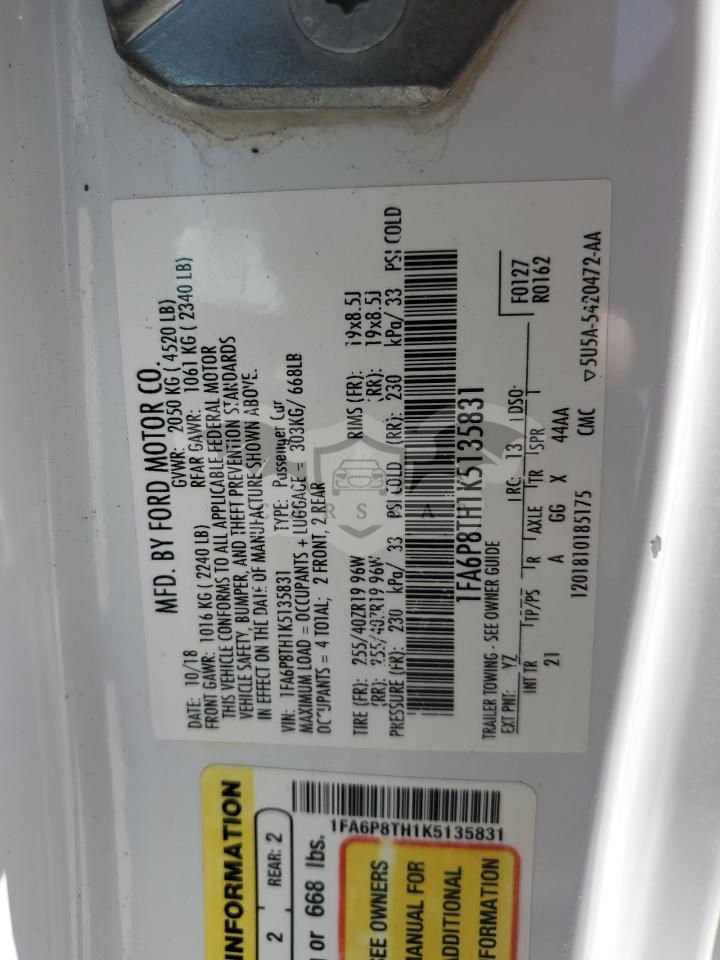 MFD. BY FORD MOTOR CO.
DATE: 10/18 GVWR: 2050 KG ( 4520 LB)
FRONT GAWR: 1016 KG (2240 LB) REAR GAWR: 1061 KG ( 2340 LB)
THIS VEHICLE CONFORMS TO ALL APPLICABLE FEDERAL MOTOR
VEHICLE SAFETY, BUMPER, AND THEFT PREVENTION STANDARDS
IN EFFECT ON THE DATE OF MANUFACTURE SHOWN ABOVE.
VIN: 1FA6P8TH1K5135831 TYPE: Passenger Car
MAXIMUM LOAD = OCCUPANTS + LUGGAGE = 303KG/ 668LB
OCCUPANTS = 4 TOTAL; 2 FRONT, 2 REAR
TIRE (FR): 255/40ZR19 96W RIMS (FR): 19x8.5J
(RR): 255/40ZR19 96W (RR): 19x8.5J
PRESSURE (FR): 230 kPa/ 33 PSI COLD (RR): 230 kPa/ 33 PSI COLD
1FA6P8TH1K5135831
TRAILER TOWING - SEE OWNER GUIDE
EXT PNT: YZ RC: 13 DSO: F0127
R0162
INT TR TP/PS R AXLE TR SPR
21 A GG X 44AA
1201810185175 CMC ▽5U5A-5420472-AA
R S A
INFORMATION
2 REAR: 2
or 668 lbs.
1FA6P8TH1K5135831
SEE OWNERS
MANUAL FOR
ADDITIONAL
INFORMATION